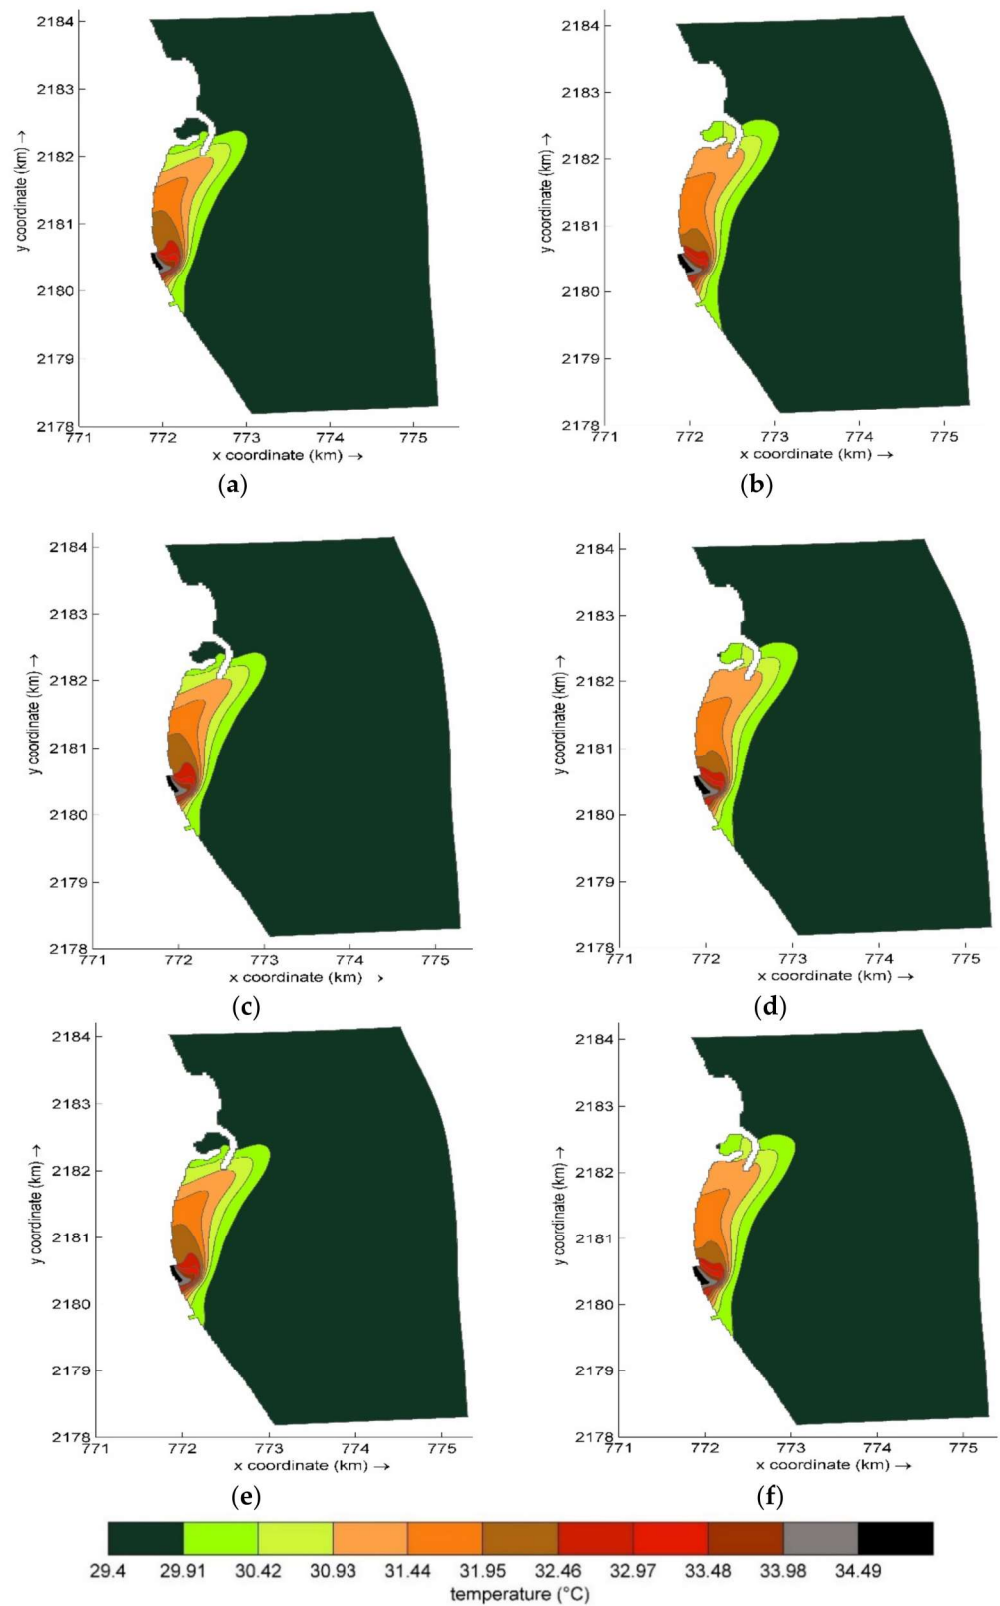 2184
2183
2182
2181
2180
2179
2178
y coordinate (km) →
771 772 773 774 775
x coordinate (km) →
(a)
2184
2183
2182
2181
2180
2179
2178
y coordinate (km) →
771 772 773 774 775
x coordinate (km) →
(b)
2184
2183
2182
2181
2180
2179
2178
y coordinate (km) →
771 772 773 774 775
x coordinate (km) →
(c)
2184
2183
2182
2181
2180
2179
2178
y coordinate (km) →
771 772 773 774 775
x coordinate (km) →
(d)
2184
2183
2182
2181
2180
2179
2178
y coordinate (km) →
771 772 773 774 775
x coordinate (km) →
(e)
2184
2183
2182
2181
2180
2179
2178
y coordinate (km) →
771 772 773 774 775
x coordinate (km) →
(f)
29.4 29.91 30.42 30.93 31.44 31.95 32.46 32.97 33.48 33.98 34.49
temperature (°C)